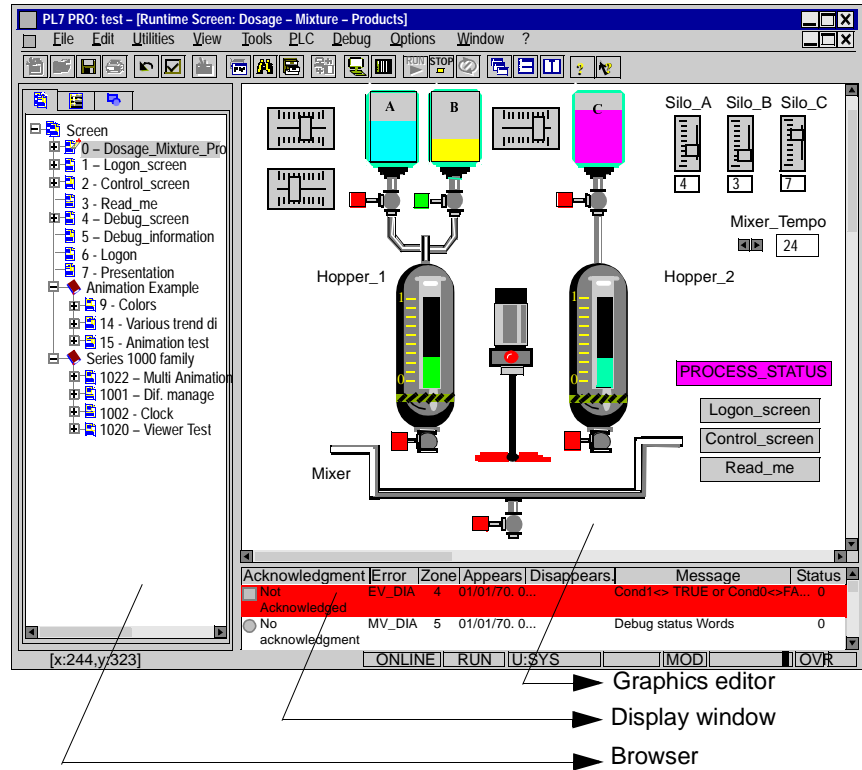 PL7 PRO: test – [Runtime Screen: Dosage – Mixture – Products]
File Edit Utilities View Tools PLC Debug Options Window ?
RUN STOP
Screen
0 – Dosage_Mixture_Pro
1 – Logon_screen
2 - Control_screen
3 - Read_me
4 – Debug_screen
5 – Debug_information
6 - Logon
7 - Presentation
Animation Example
9 - Colors
14 - Various trend di
15 - Animation test
Series 1000 family
1022 – Multi Animation
1001 – Dif. manage
1002 - Clock
1020 – Viewer Test
A B C
Silo_A Silo_B Silo_C
4 3 7
Mixer_Tempo
24
Hopper_1
Hopper_2
1
0
1
0
PROCESS_STATUS
Logon_screen
Control_screen
Read_me
Mixer
Acknowledgment Error Zone Appears Disappears. Message Status
Not Acknowledged EV_DIA 4 01/01/70. 0... Cond1<> TRUE or Cond0<>FA... 0
No acknowledgment MV_DIA 5 01/01/70. 0... Debug status Words 0
[x:244,y:323] ONLINE RUN U:SYS MOD OVR
Graphics editor
Display window
Browser